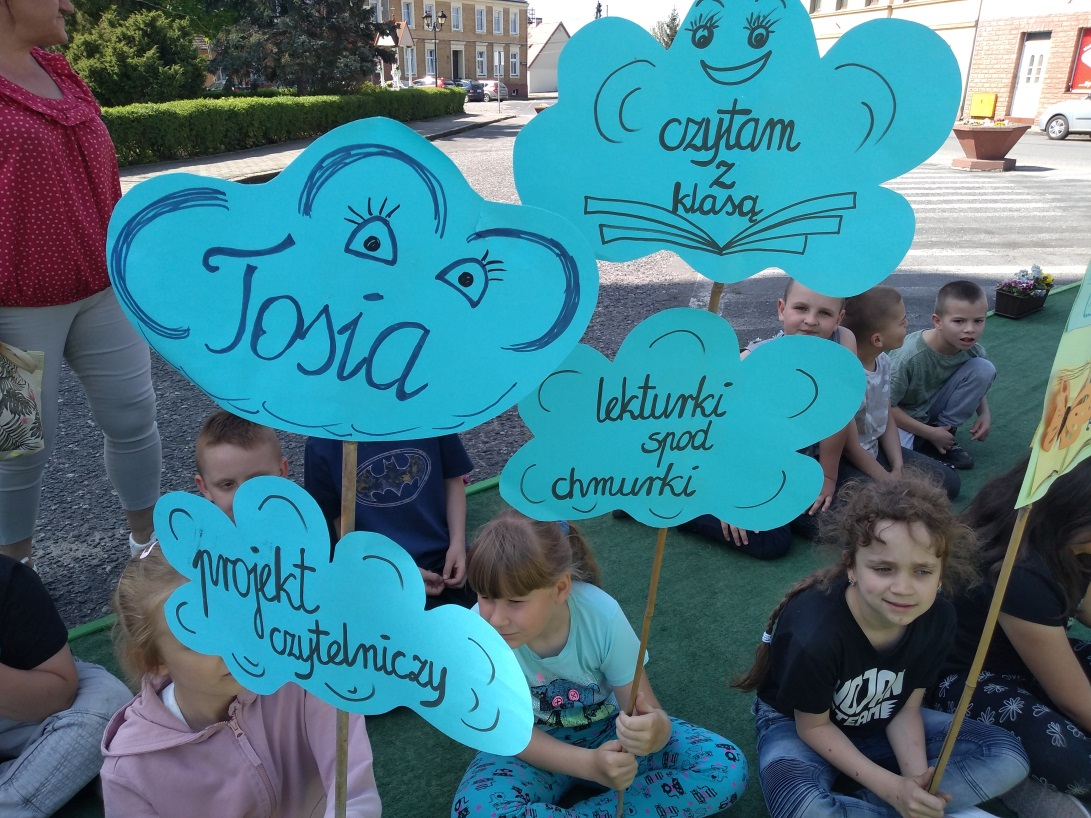 czytam
z
klasą
Tosia
lekturki
spod
chmurki
projekt
czytelniczy